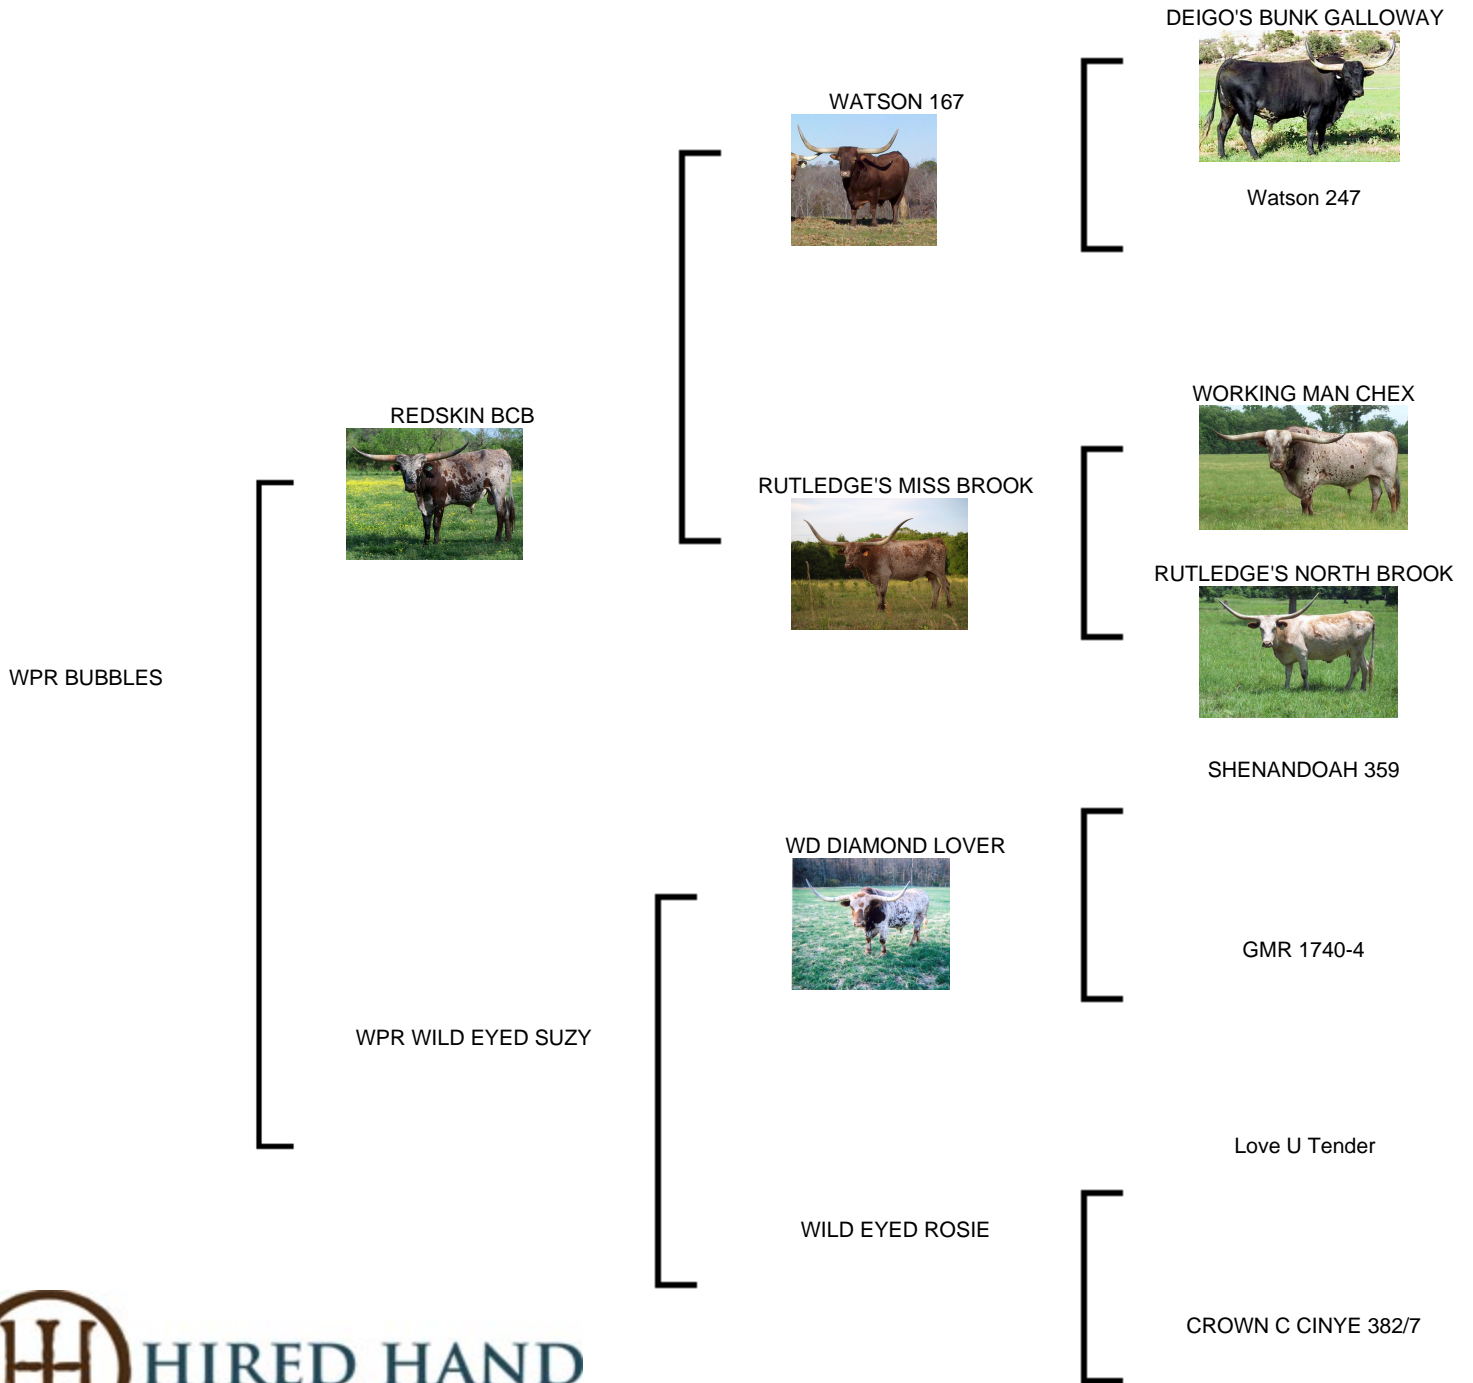 DEIGO'S BUNK GALLOWAY
WATSON 167
Watson 247
WORKING MAN CHEX
REDSKIN BCB
RUTLEDGE'S MISS BROOK
RUTLEDGE'S NORTH BROOK
WPR BUBBLES
SHENANDOAH 359
WD DIAMOND LOVER
GMR 1740-4
WPR WILD EYED SUZY
Love U Tender
WILD EYED ROSIE
CROWN C CINYE 382/7
HIRED HAND